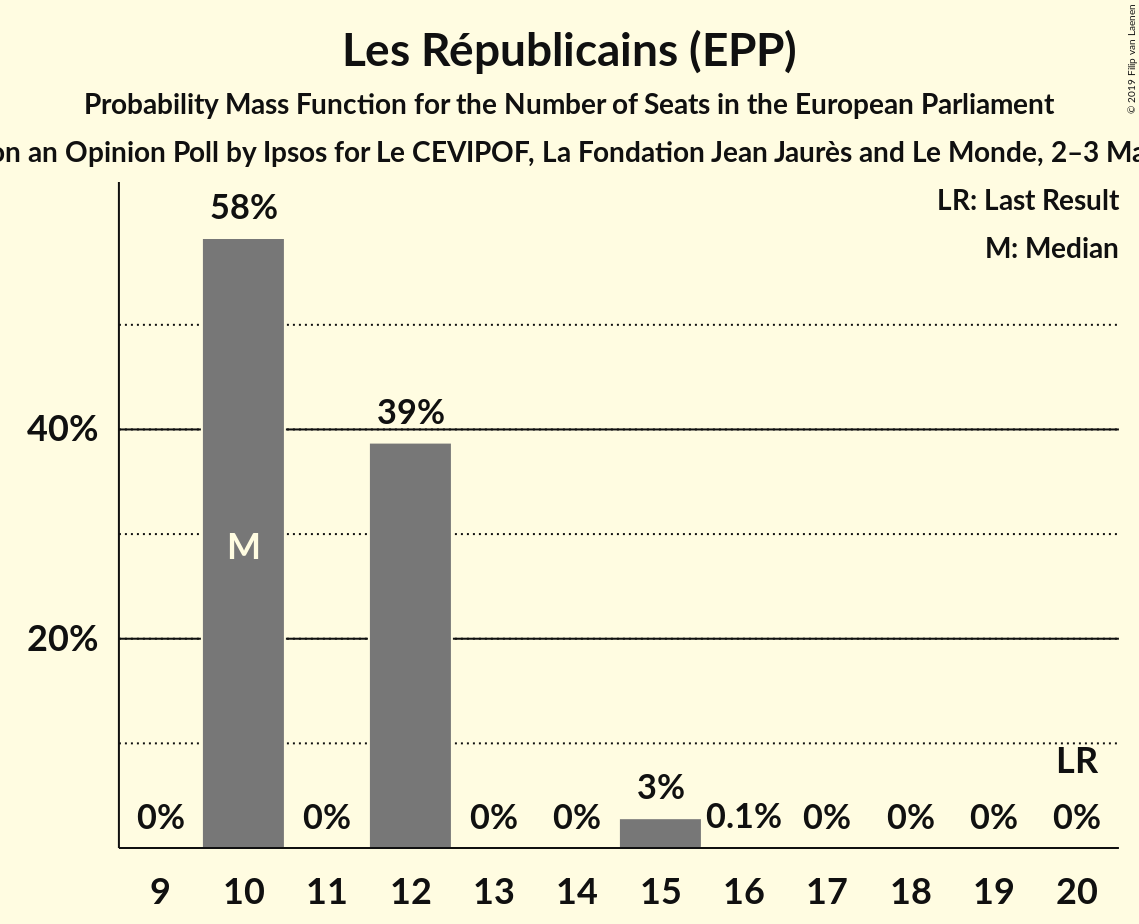 Les Républicains (EPP)
Probability Mass Function for the Number of Seats in the European Parliament
on an Opinion Poll by Ipsos for Le CEVIPOF, La Fondation Jean Jaurès and Le Monde, 2–3 Ma
© 2019 Filip van Laenen
LR: Last Result
M: Median
58%
39%
40%
M
20%
LR
3%
0% 0% 0% 0% 0.1% 0% 0% 0% 0%
9 10 11 12 13 14 15 16 17 18 19 20